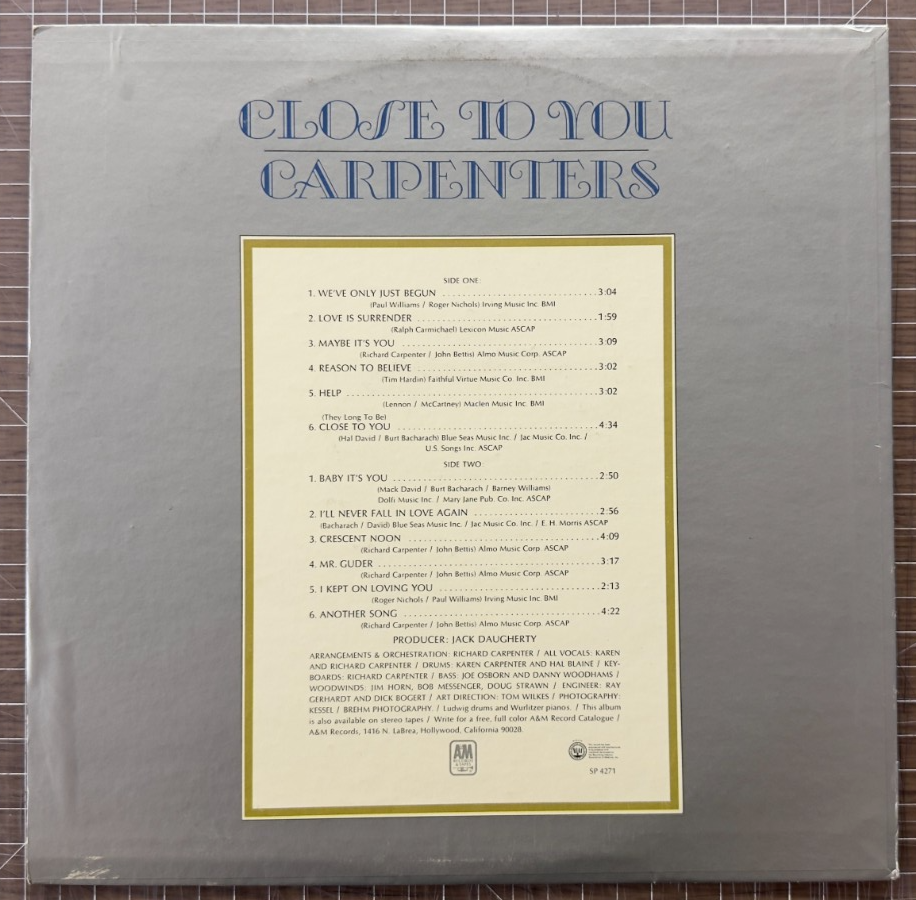 CLOSE TO YOU
CARPENTERS
SIDE ONE:
1. WE'VE ONLY JUST BEGUN ........................3:04
(Paul Williams / Roger Nichols) Irving Music Inc. BMI
2. LOVE IS SURRENDER ............................1:59
(Ralph Carmichael) Lexicon Music ASCAP
3. MAYBE IT'S YOU ...............................3:09
(Richard Carpenter / John Bettis) Almo Music Corp. ASCAP
4. REASON TO BELIEVE ............................3:02
(Tim Hardin) Faithful Virtue Music Co. Inc. BMI
5. HELP .........................................3:02
(Lennon / McCartney) Maclen Music Inc. BMI
(They Long To Be)
6. CLOSE TO YOU .................................4:34
(Hal David / Burt Bacharach) Blue Seas Music Inc. / Jac Music Co. Inc. /
U.S. Songs Inc. ASCAP
SIDE TWO:
1. BABY IT'S YOU ................................2:50
(Mack David / Burt Bacharach / Barney Williams)
Dolfi Music Inc. / Mary Jane Pub. Co. Inc. ASCAP
2. I'LL NEVER FALL IN LOVE AGAIN ................2:56
(Bacharach / David) Blue Seas Music Inc. / Jac Music Co. Inc. / E. H. Morris ASCAP
3. CRESCENT NOON ................................4:09
(Richard Carpenter / John Bettis) Almo Music Corp. ASCAP
4. MR. GUDER ....................................3:17
(Richard Carpenter / John Bettis) Almo Music Corp. ASCAP
5. I KEPT ON LOVING YOU .........................2:13
(Roger Nichols / Paul Williams) Irving Music Inc. BMI
6. ANOTHER SONG .................................4:22
(Richard Carpenter / John Bettis) Almo Music Corp. ASCAP
PRODUCER: JACK DAUGHERTY
ARRANGEMENTS & ORCHESTRATION: RICHARD CARPENTER / ALL VOCALS: KAREN
AND RICHARD CARPENTER / DRUMS: KAREN CARPENTER AND HAL BLAINE / KEY-
BOARDS: RICHARD CARPENTER / BASS: JOE OSBORN AND DANNY WOODHAMS /
WOODWINDS: JIM HORN, BOB MESSENGER, DOUG STRAWN / ENGINEER: RAY
GERHARDT AND DICK BOGERT / ART DIRECTION: TOM WILKES / PHOTOGRAPHY:
KESSEL / BREHM PHOTOGRAPHY. / Ludwig drums and Wurlitzer pianos. / This album
is also available on stereo tapes / Write for a free, full color A&M Record Catalogue /
A&M Records, 1416 N. LaBrea, Hollywood, California 90028.
A&M
SP 4271